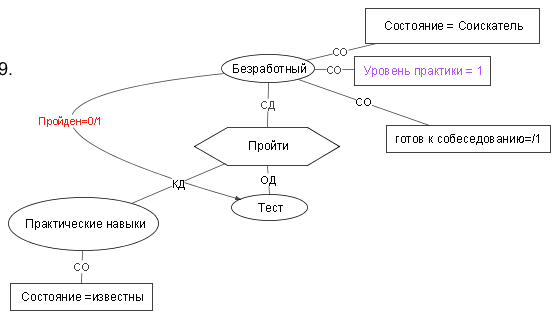 Состояние = Соискатель
СО
9.
Безработный
СО
Уровень практики = 1
СО
СД
Пройден=0/1
готов к собеседованию=/1
Пройти
КД
ОД
Тест
Практические навыки
СО
Состояние =известны